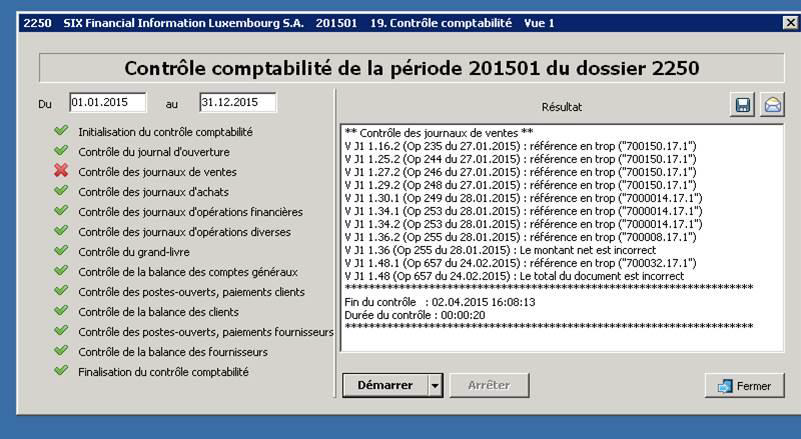 2250 SIX Financial Information Luxembourg S.A. 201501 19. Contrôle comptabilité Vue 1
Contrôle comptabilité de la période 201501 du dossier 2250
Du 01.01.2015 au 31.12.2015
Initialisation du contrôle comptabilité
Contrôle du journal d'ouverture
Contrôle des journaux de ventes
Contrôle des journaux d'achats
Contrôle des journaux d'opérations financières
Contrôle des journaux d'opérations diverses
Contrôle du grand-livre
Contrôle de la balance des comptes généraux
Contrôle des postes-ouverts, paiements clients
Contrôle de la balance des clients
Contrôle des postes-ouverts, paiements fournisseurs
Contrôle de la balance des fournisseurs
Finalisation du contrôle comptabilité
Résultat
** Contrôle des journaux de ventes **
V J1 1.16.2 (Op 235 du 27.01.2015) : référence en trop ("700150.17.1")
V J1 1.25.2 (Op 244 du 27.01.2015) : référence en trop ("700150.17.1")
V J1 1.27.2 (Op 246 du 27.01.2015) : référence en trop ("700150.17.1")
V J1 1.29.2 (Op 248 du 27.01.2015) : référence en trop ("700150.17.1")
V J1 1.30.1 (Op 249 du 28.01.2015) : référence en trop ("7000014.17.1")
V J1 1.34.1 (Op 253 du 28.01.2015) : référence en trop ("7000014.17.1")
V J1 1.34.2 (Op 253 du 28.01.2015) : référence en trop ("7000014.17.1")
V J1 1.36.2 (Op 255 du 28.01.2015) : référence en trop ("700008.17.1")
V J1 1.36 (Op 255 du 28.01.2015) : Le montant net est incorrect
V J1 1.48.1 (Op 657 du 24.02.2015) : référence en trop ("700032.17.1")
V J1 1.48 (Op 657 du 24.02.2015) : Le total du document est incorrect
**********************************************************************
Fin du contrôle : 02.04.2015 16:08:13
Durée du contrôle : 00:00:20
**********************************************************************
Démarrer
Arrêter
Fermer